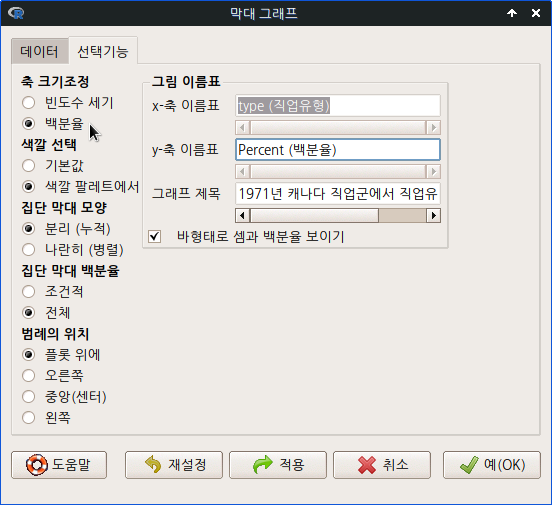 막대 그래프
데이터
선택기능
축 크기조정
빈도수 세기
백분율
색깔 선택
기본값
색깔 팔레트에서
집단 막대 모양
분리 (누적)
나란히 (병렬)
집단 막대 백분율
조건적
전체
범례의 위치
플롯 위에
오른쪽
중앙(센터)
왼쪽
그림 이름표
x-축 이름표
type (직업유형)
y-축 이름표
Percent (백분율)
그래프 제목
1971년 캐나다 직업군에서 직업유
바형태로 셈과 백분율 보이기
도움말
재설정
적용
취소
예(OK)